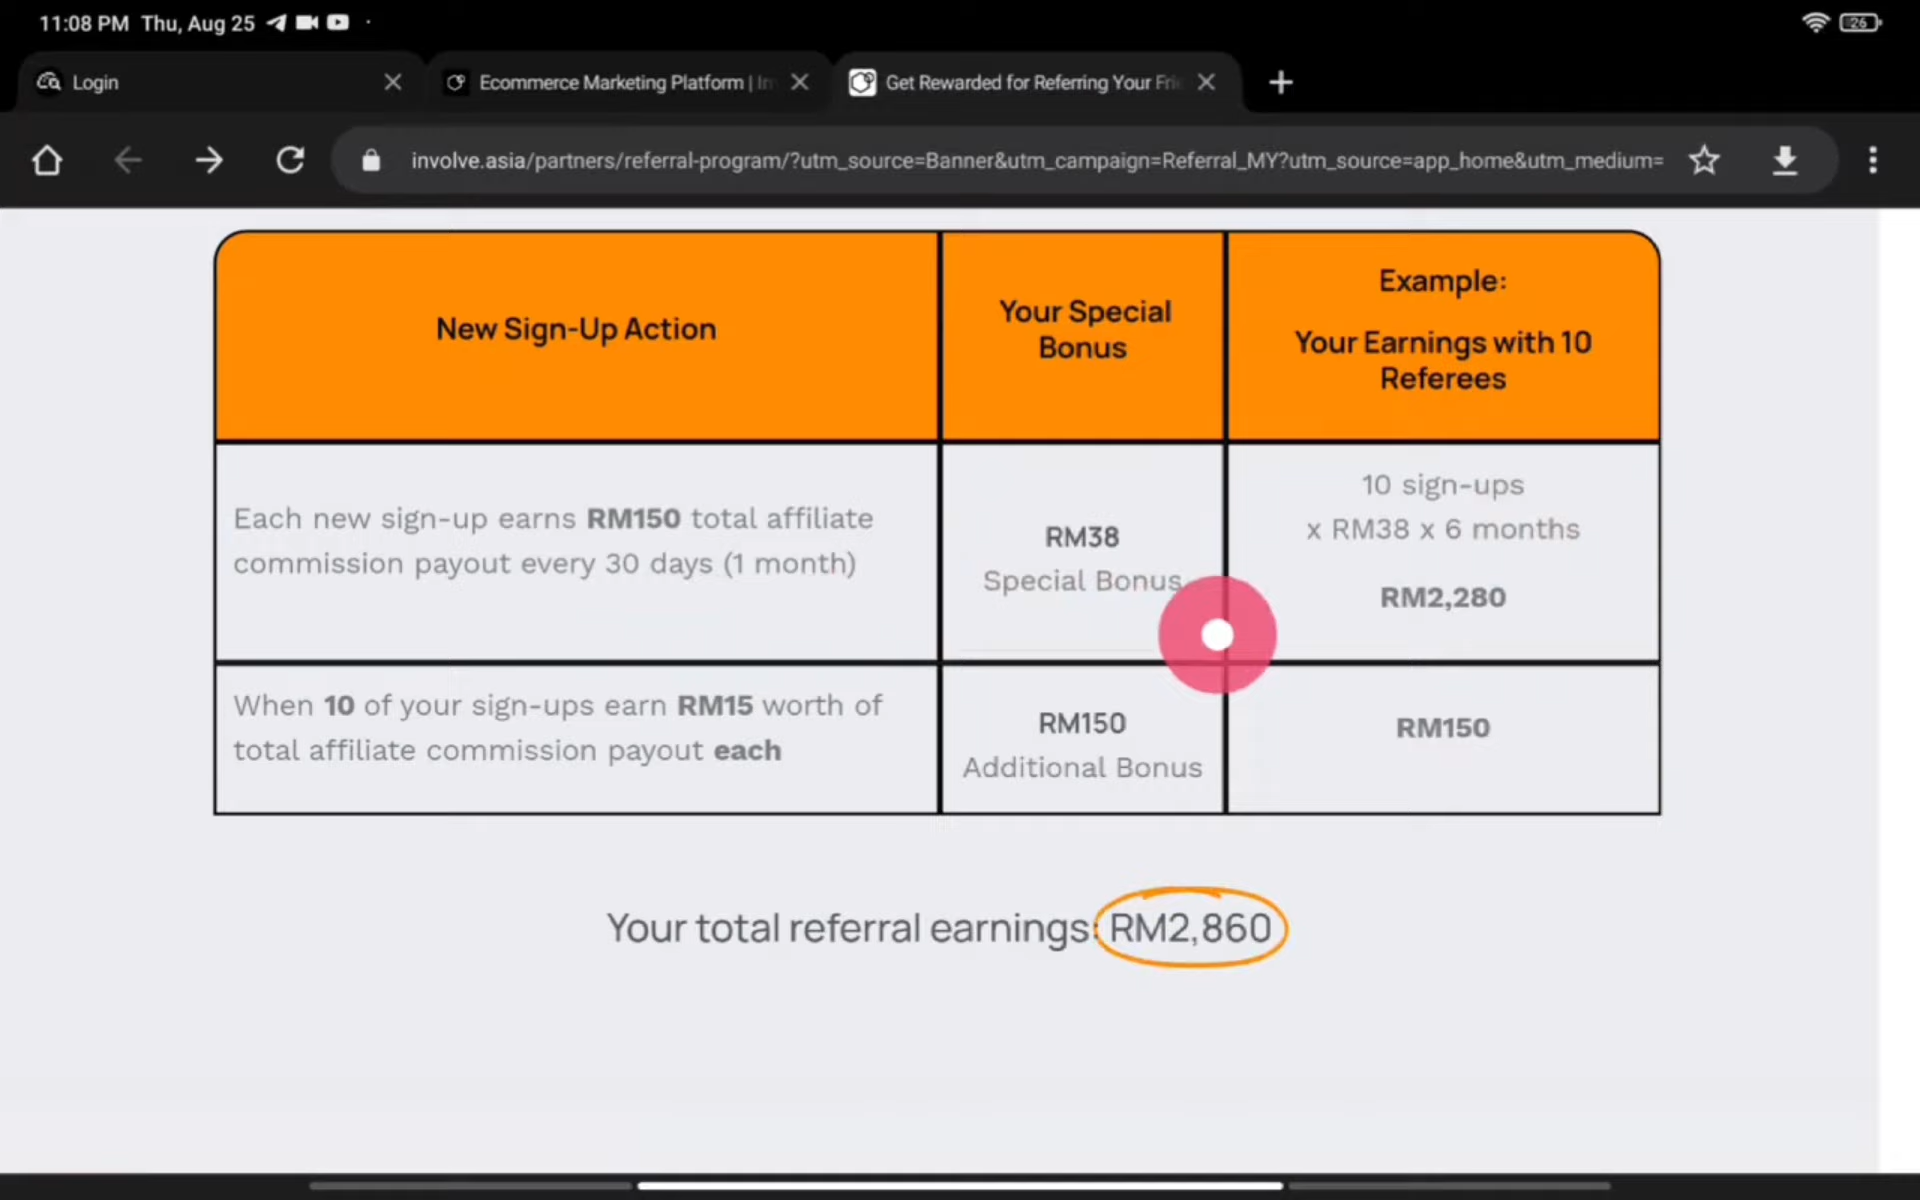 11:08 PM Thu, Aug 25
26
Login
Ecommerce Marketing Platform | In
Get Rewarded for Referring Your Fri
involve.asia/partners/referral-program/?utm_source=Banner&utm_campaign=Referral_MY?utm_source=app_home&utm_medium=
New Sign-Up Action
Your Special
Bonus
Example:
Your Earnings with 10
Referees
Each new sign-up earns RM150 total affiliate
commission payout every 30 days (1 month)
RM38
Special Bonus
10 sign-ups
x RM38 x 6 months
RM2,280
When 10 of your sign-ups earn RM15 worth of
total affiliate commission payout each
RM150
Additional Bonus
RM150
Your total referral earnings: RM2,860